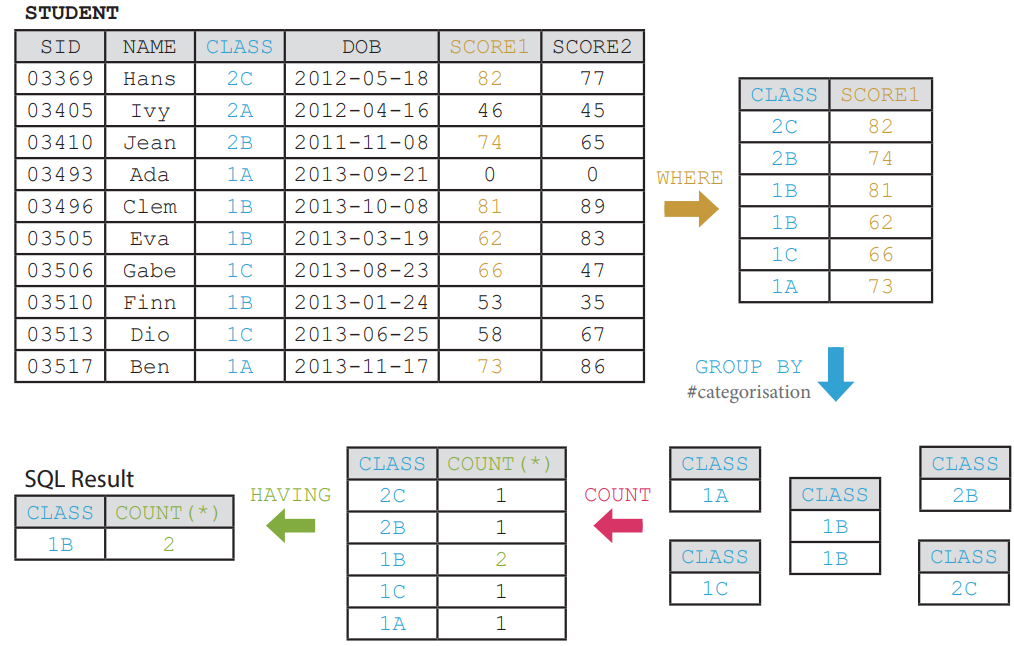 STUDENT
SID NAME CLASS DOB SCORE1 SCORE2
03369 Hans 2C 2012-05-18 82 77
03405 Ivy 2A 2012-04-16 46 45
03410 Jean 2B 2011-11-08 74 65
03493 Ada 1A 2013-09-21 0 0
03496 Clem 1B 2013-10-08 81 89
03505 Eva 1B 2013-03-19 62 83
03506 Gabe 1C 2013-08-23 66 47
03510 Finn 1B 2013-01-24 53 35
03513 Dio 1C 2013-06-25 58 67
03517 Ben 1A 2013-11-17 73 86
WHERE
CLASS SCORE1
2C 82
2B 74
1B 81
1B 62
1C 66
1A 73
GROUP BY
#categorisation
CLASS
1A
CLASS
1B
1B
CLASS
2B
CLASS
1C
CLASS
2C
COUNT
CLASS COUNT(*)
2C 1
2B 1
1B 2
1C 1
1A 1
HAVING
SQL Result
CLASS COUNT(*)
1B 2